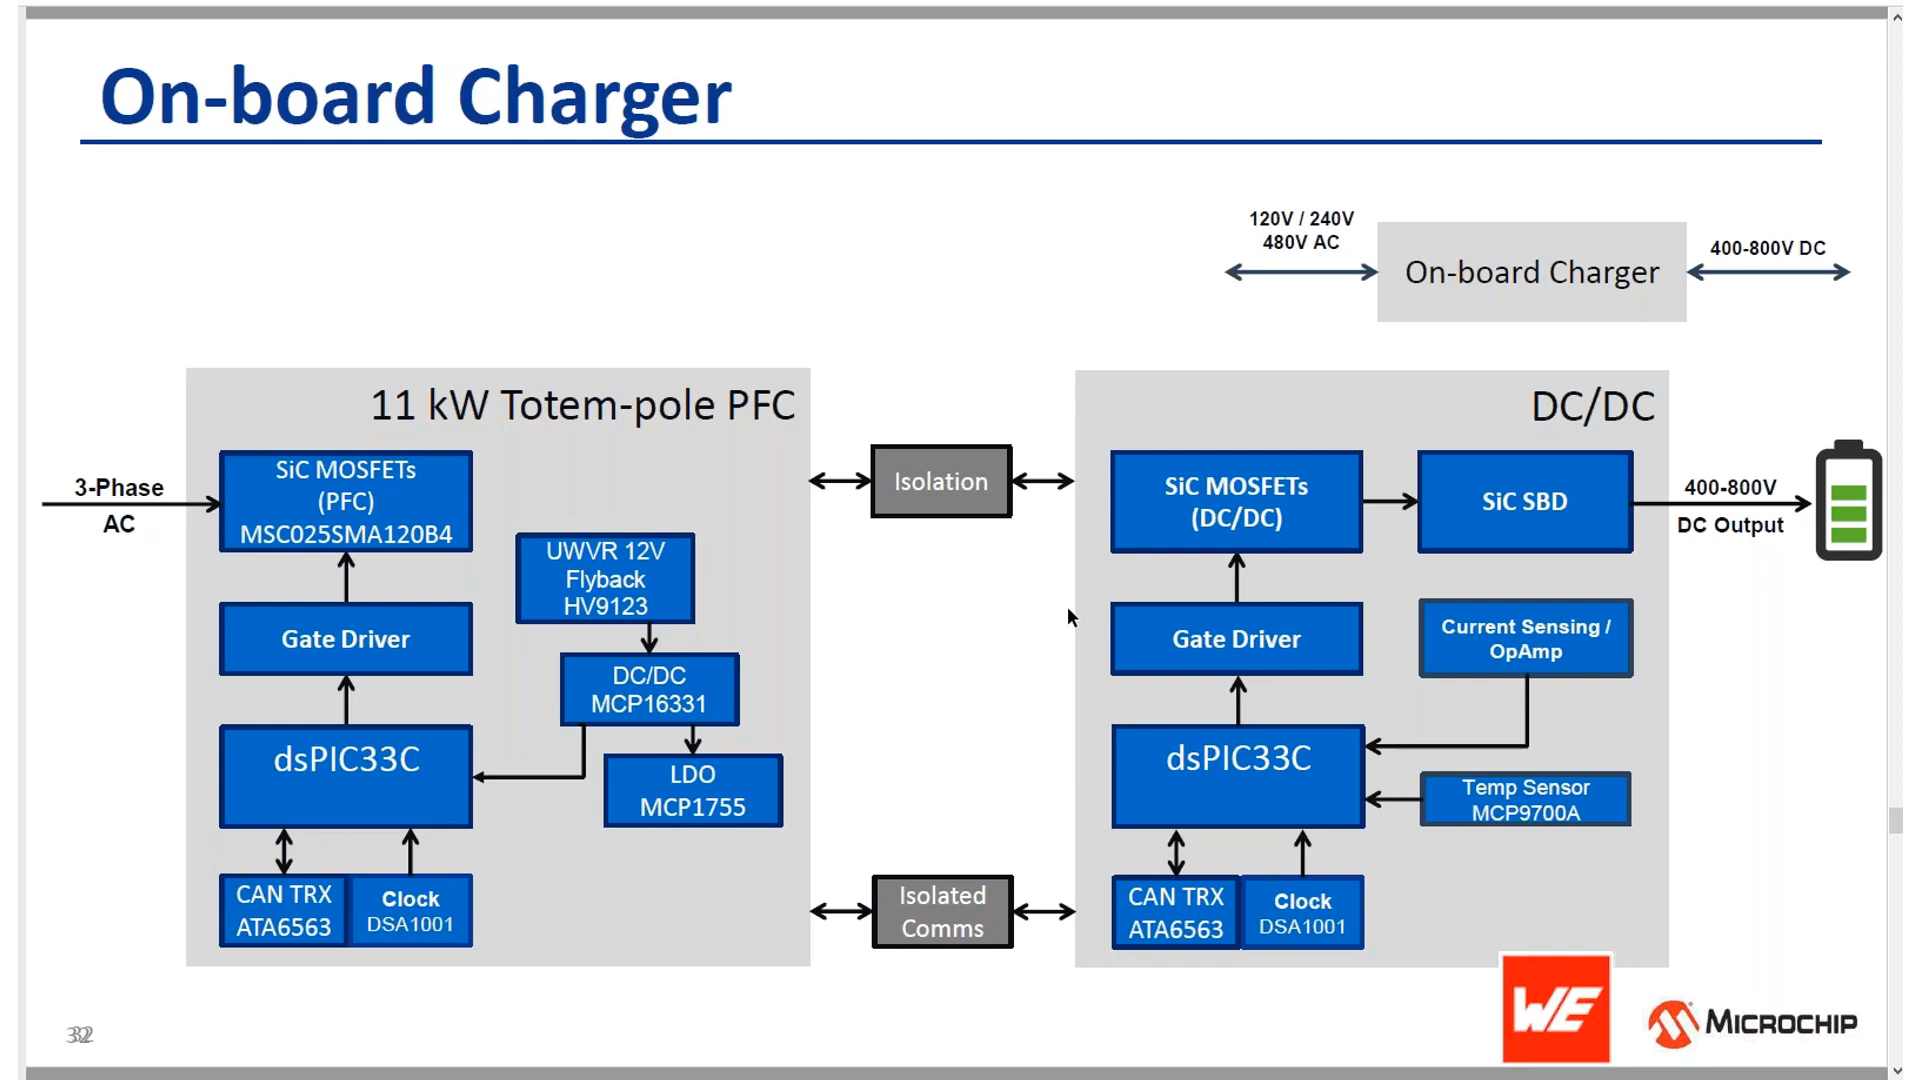 On-board Charger
120V / 240V
480V AC
On-board Charger
400-800V DC
11 kW Totem-pole PFC
3-Phase
AC
SiC MOSFETs
(PFC)
MSC025SMA120B4
UWVR 12V
Flyback
HV9123
Gate Driver
DC/DC
MCP16331
dsPIC33C
LDO
MCP1755
CAN TRX
ATA6563
Clock
DSA1001
Isolation
Isolated
Comms
DC/DC
SiC MOSFETs
(DC/DC)
SiC SBD
400-800V
DC Output
Gate Driver
Current Sensing /
OpAmp
dsPIC33C
Temp Sensor
MCP9700A
CAN TRX
ATA6563
Clock
DSA1001
WE
MICROCHIP